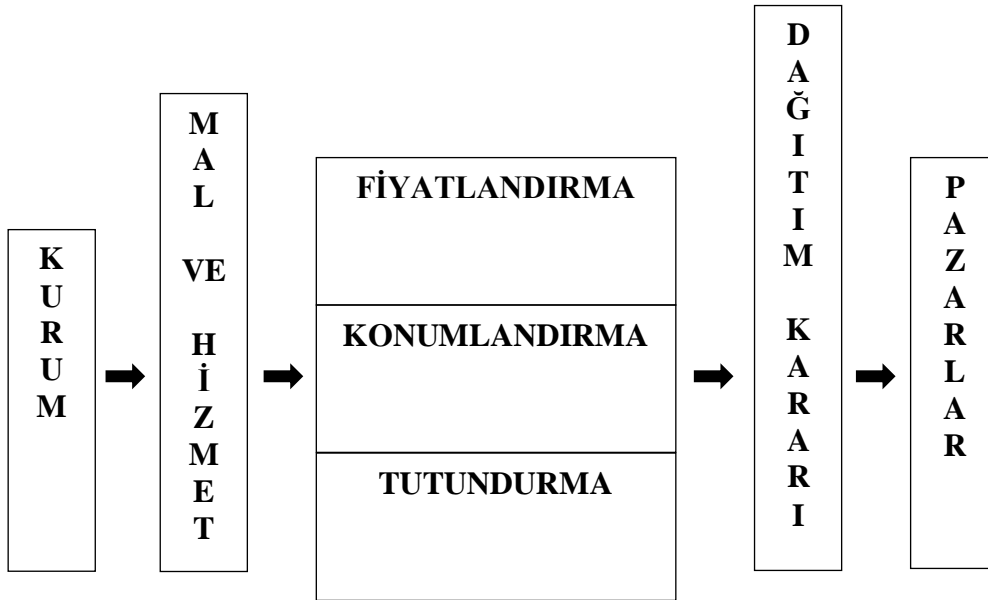 KURUM
MAL VE HİZMET
FİYATLANDIRMA
KONUMLANDIRMA
TUTUNDURMA
DAĞITIM KARARI
PAZARLAR